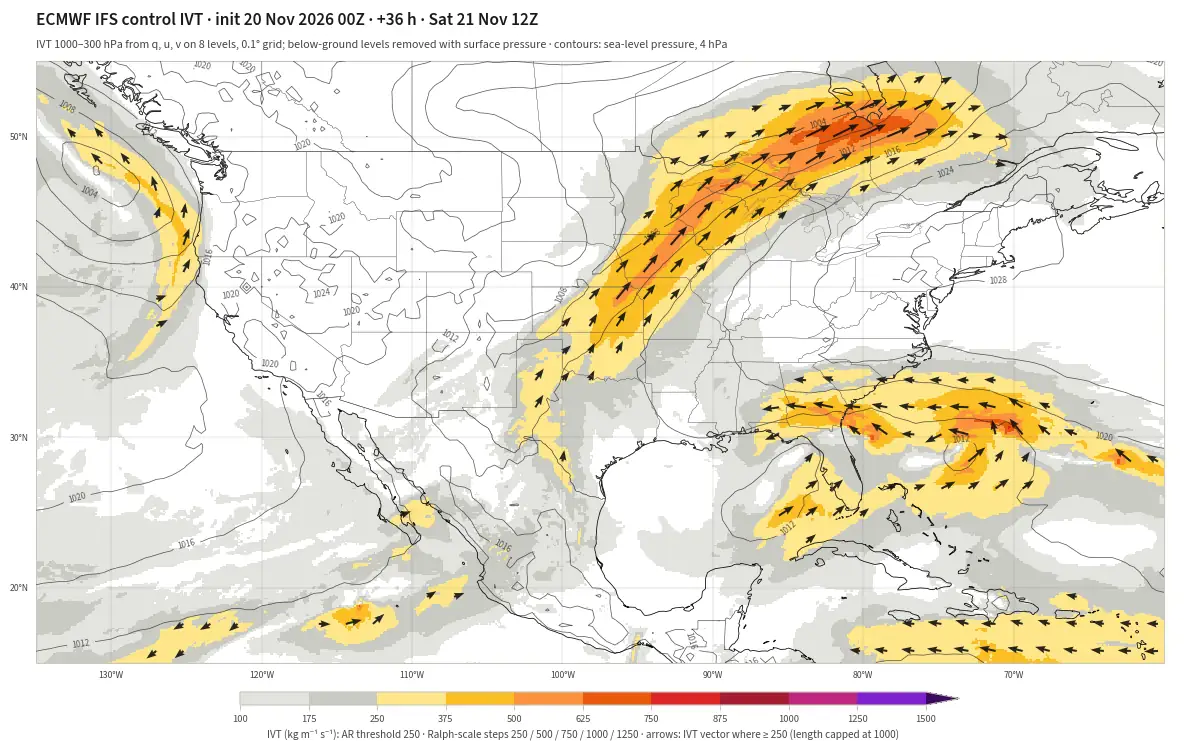 ECMWF IFS control IVT · init 20 Nov 2026 00Z · +36 h · Sat 21 Nov 12Z
IVT 1000–300 hPa from q, u, v on 8 levels, 0.1° grid; below-ground levels removed with surface pressure · contours: sea-level pressure, 4 hPa
1020
1020
1008
1004
50°N
1020
1012
1016
1024
1004
1020
1016
40°N
1020
1024
1020
1008
1028
1012
1020
1016
30°N
1012
1020
1020
1012
1016
1016
20°N
1012
1016
130°W
120°W
110°W
100°W
90°W
80°W
70°W
100
175
250
375
500
625
750
875
1000
1250
1500
IVT (kg m⁻¹ s⁻¹): AR threshold 250 · Ralph-scale steps 250 / 500 / 750 / 1000 / 1250 · arrows: IVT vector where ≥ 250 (length capped at 1000)